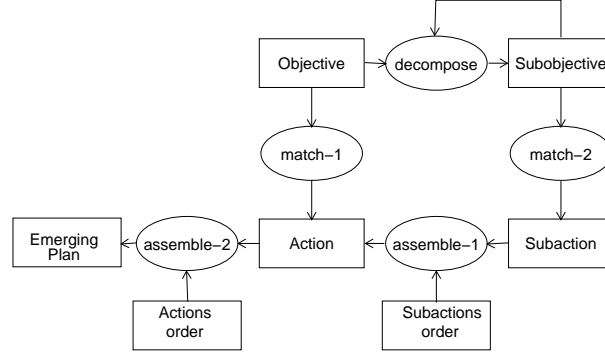 Objective
decompose
Subobjective
match−1
match−2
Emerging
Plan
assemble−2
Action
assemble−1
Subaction
Actions
order
Subactions
order